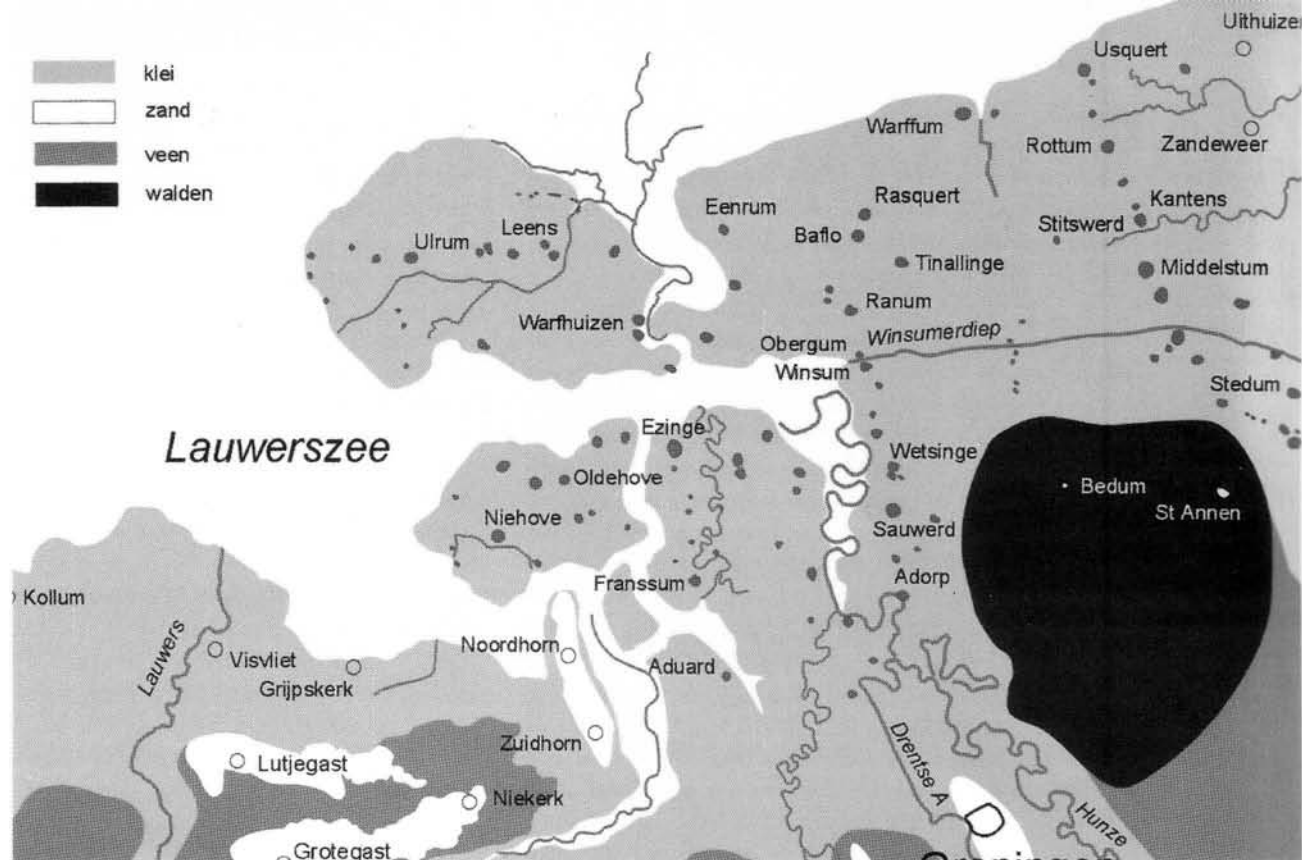 klei
zand
veen
walden
Uithuizen
Usquert
Warffum
Rottum
Zandeweer
Rasquert
Kantens
Eenrum
Stitswerd
Leens
Ulrum
Baflo
Tinallinge
Middelstum
Ranum
Warfhuizen
Winsumerdiep
Obergum
Winsum
Stedum
Ezinge
Lauwerszee
Wetsinge
Oldehove
Bedum
St Annen
Niehove
Sauwerd
Franssum
Adorp
Kollum
Noordhorn
Lauwers
Visvliet
Aduard
Grijpskerk
Zuidhorn
Lutjegast
Drentse A
Niekerk
Hunze
Grotegast